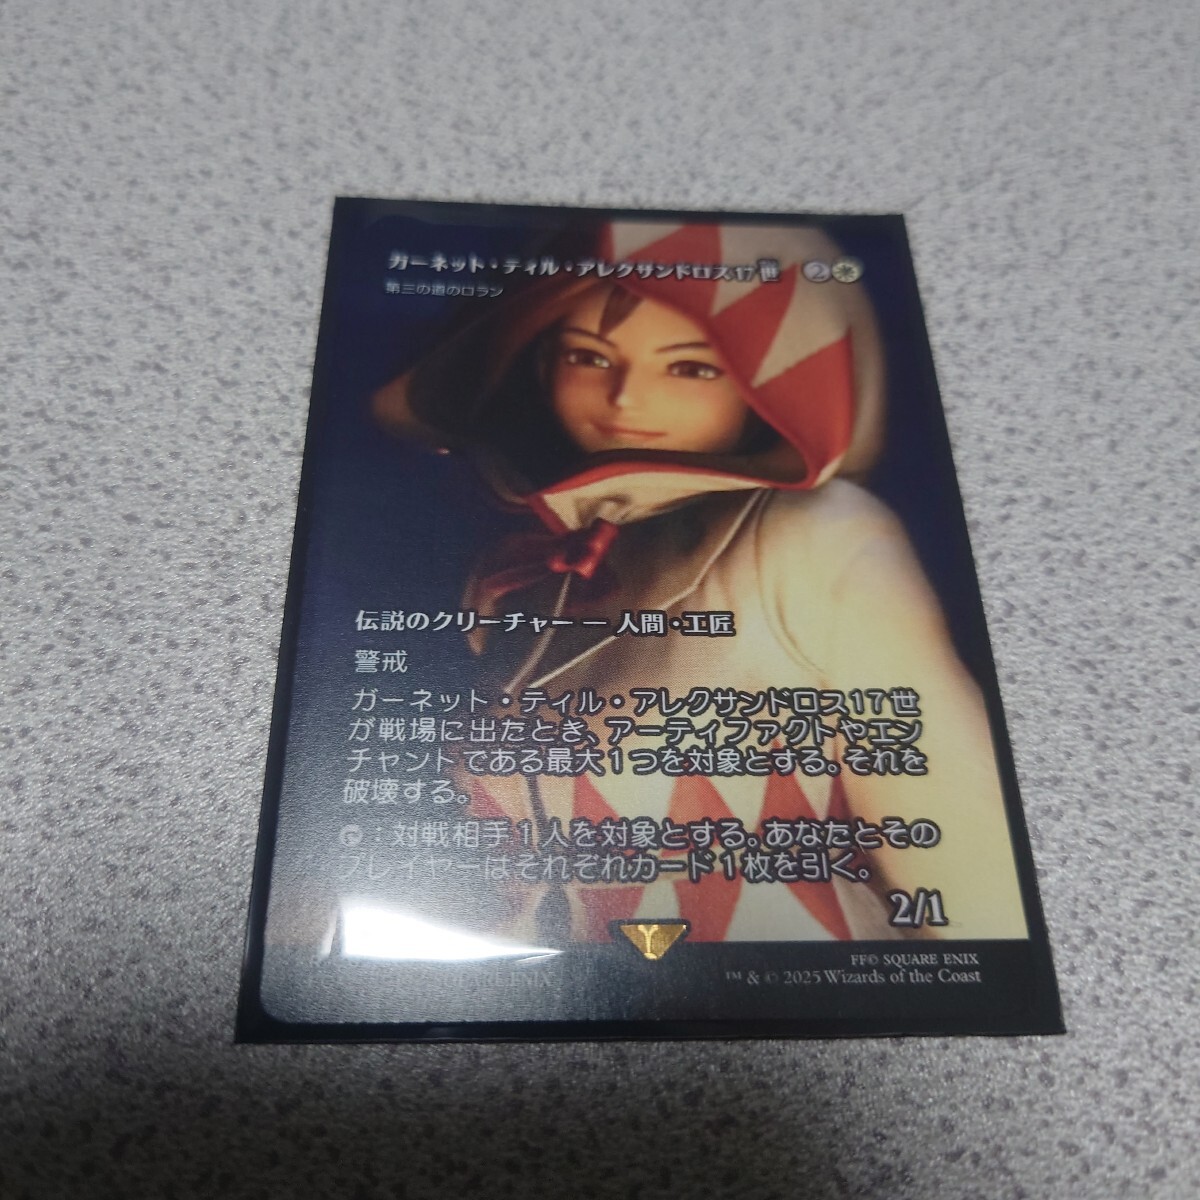 ガーネット・ティル・アレクサンドロス17世 2
第三の道のロラン
伝説のクリーチャー ― 人間・工匠
警戒
ガーネット・ティル・アレクサンドロス17世
が戦場に出たとき、アーティファクトやエン
チャントである最大1つを対象とする。それを
破壊する。
:対戦相手1人を対象とする。あなたとその
プレイヤーはそれぞれカード1枚を引く。
2/1
FF© SQUARE ENIX
™ & © 2025 Wizards of the Coast